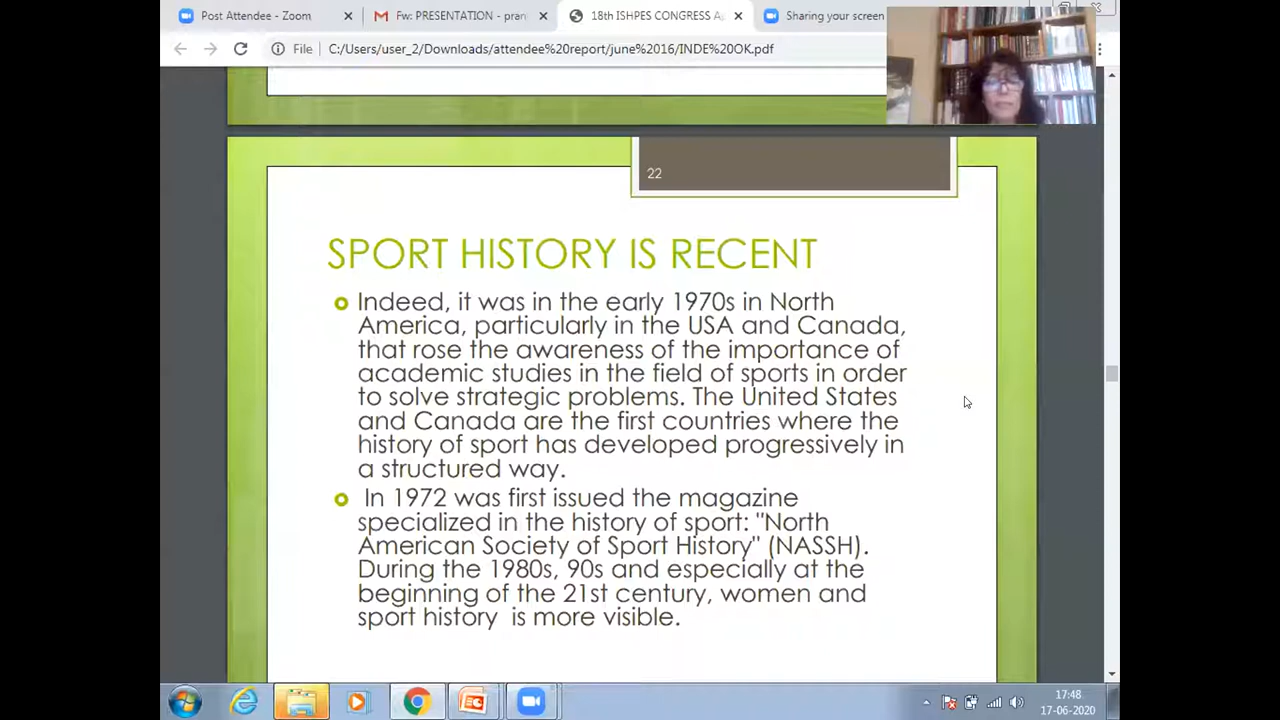 Post Attendee - Zoom
Fw: PRESENTATION - pran
18th ISHPES CONGRESS A
Sharing your screen
File
C:/Users/user_2/Downloads/attendee%20report/june%2016/INDE%20OK.pdf
22
SPORT HISTORY IS RECENT
Indeed, it was in the early 1970s in North
America, particularly in the USA and Canada,
that rose the awareness of the importance of
academic studies in the field of sports in order
to solve strategic problems. The United States
and Canada are the first countries where the
history of sport has developed progressively in
a structured way.
In 1972 was first issued the magazine
specialized in the history of sport: "North
American Society of Sport History" (NASSH).
During the 1980s, 90s and especially at the
beginning of the 21st century, women and
sport history is more visible.
17:48
17-06-2020